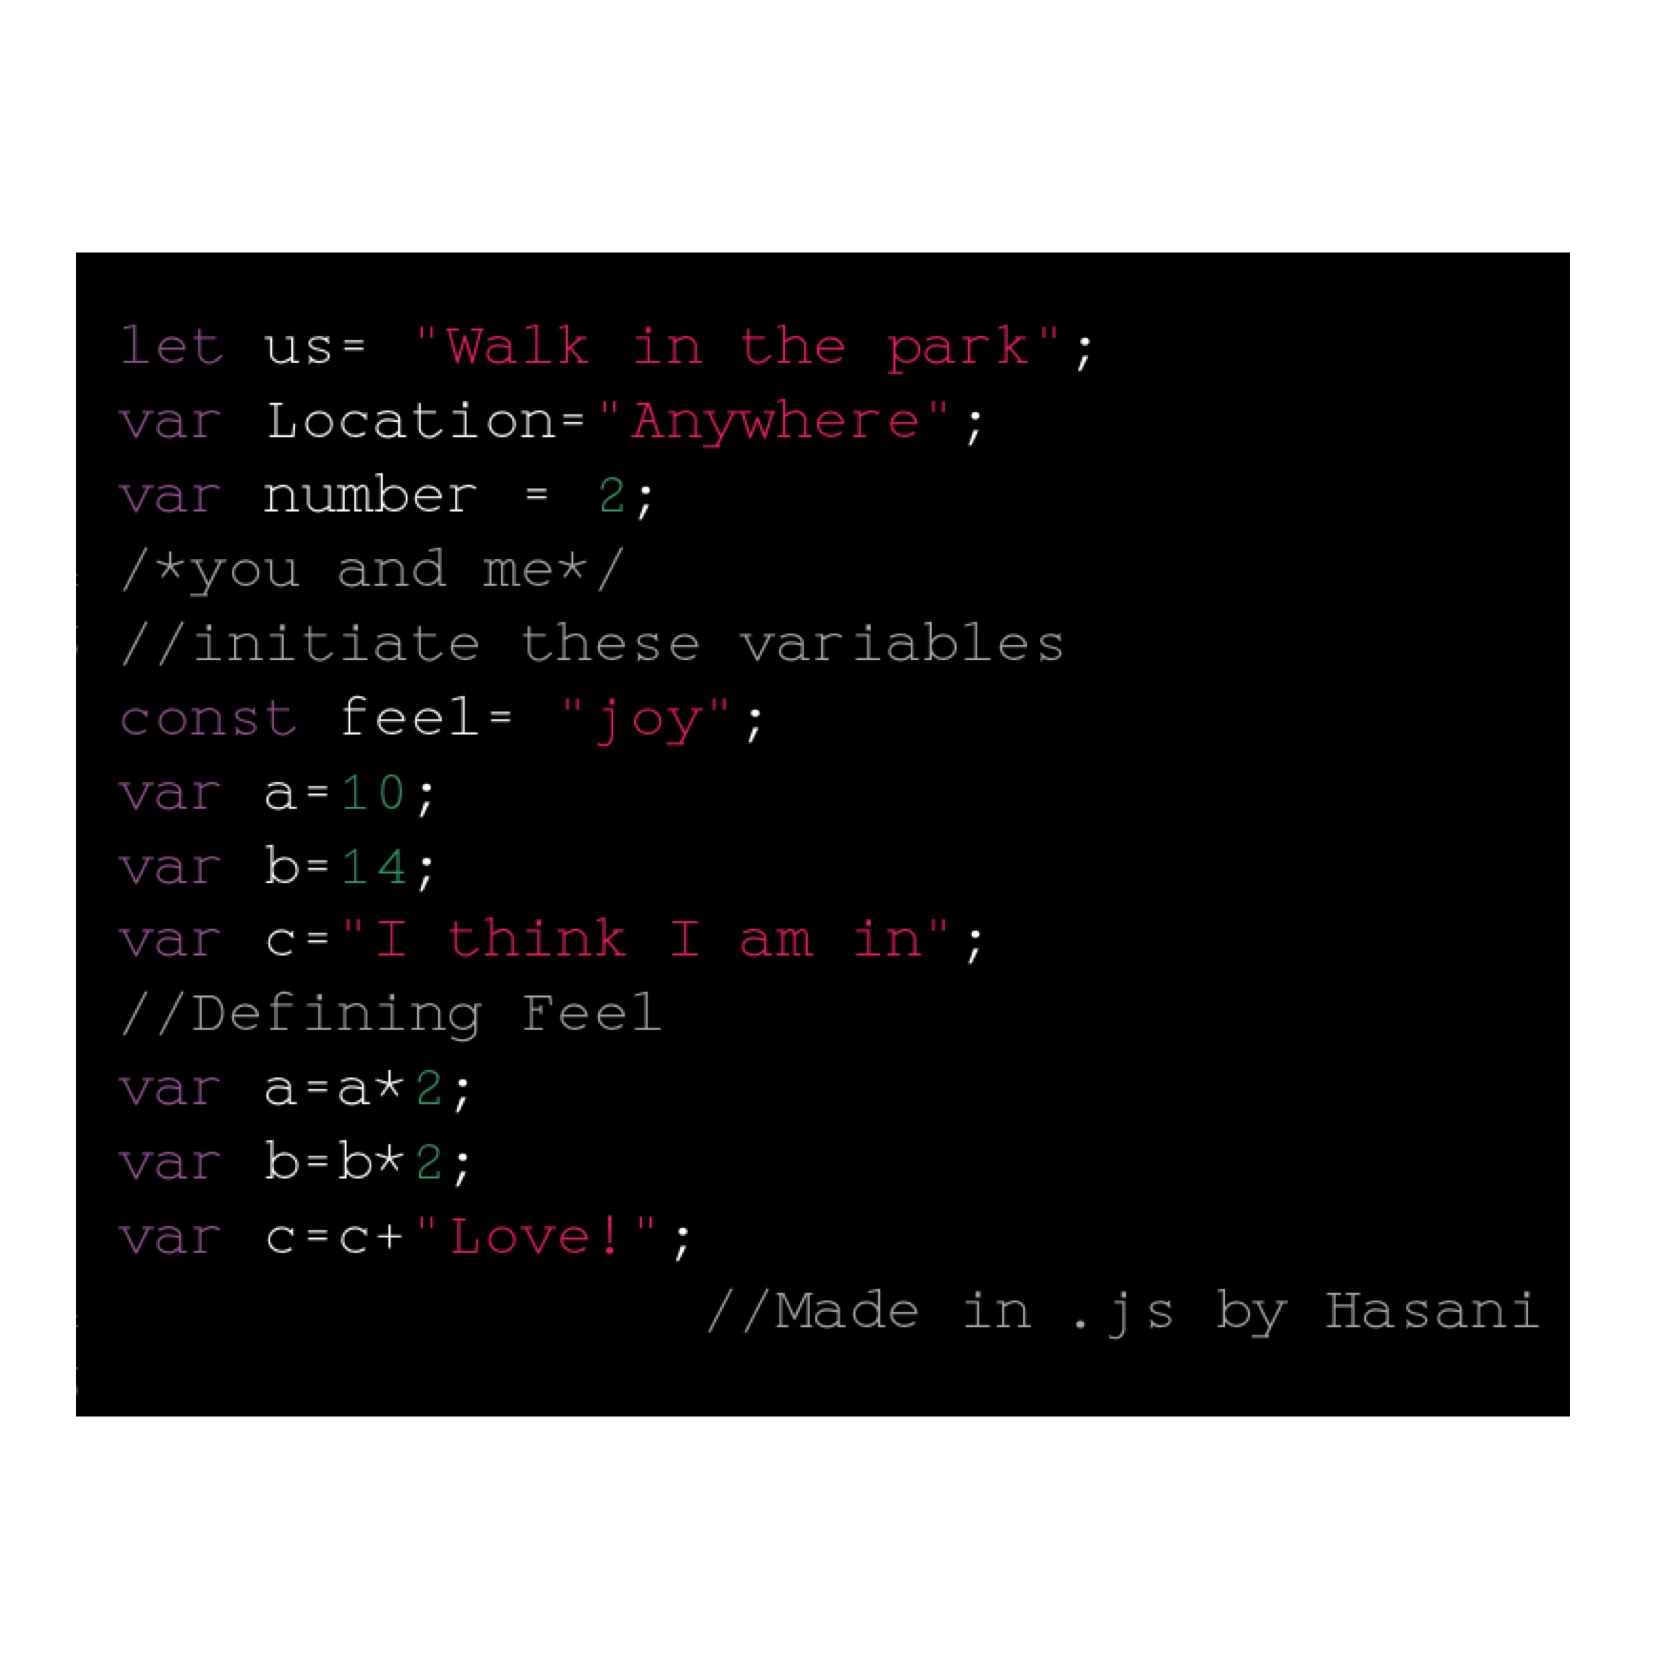 let us= "Walk in the park";
var Location="Anywhere";
var number = 2;
/*you and me*/
//initiate these variables
const feel= "joy";
var a=10;
var b=14;
var c="I think I am in";
//Defining Feel
var a=a*2;
var b=b*2;
var c=c+"Love!";
//Made in .js by Hasani